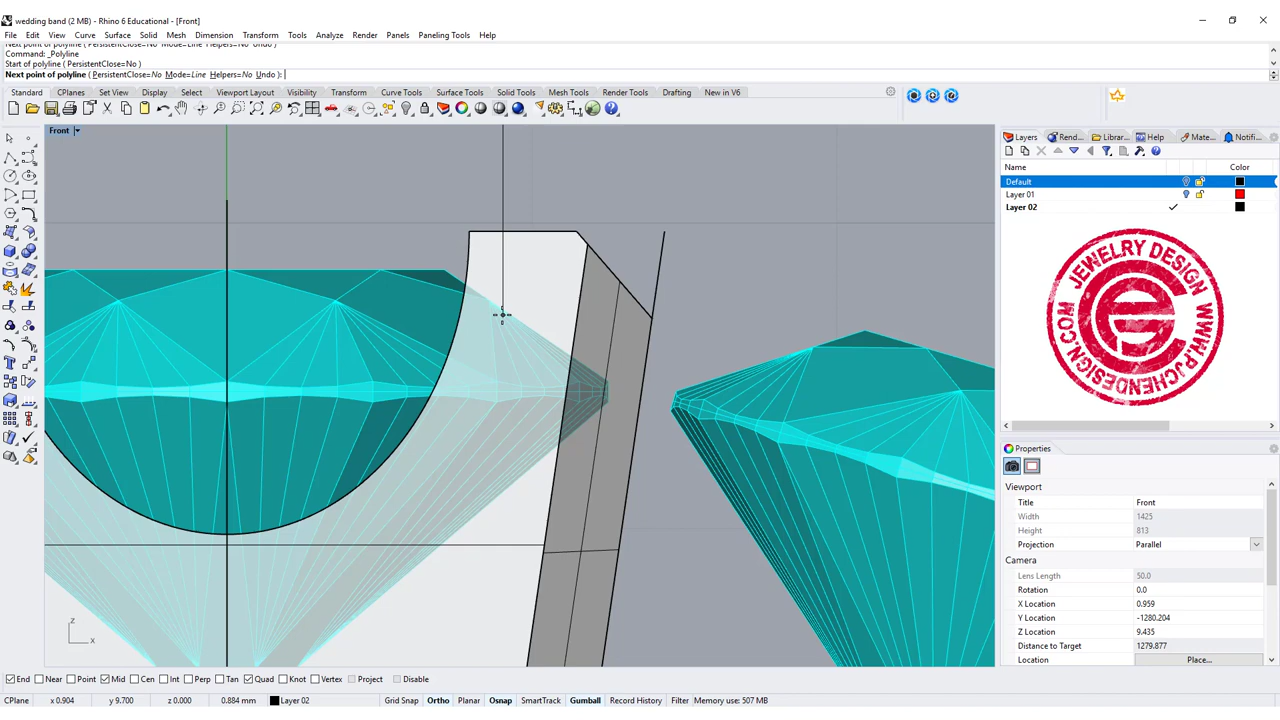 wedding band (2 MB) - Rhino 6 Educational - [Front]
File Edit View Curve Surface Solid Mesh Dimension Transform Tools Analyze Render Panels Paneling Tools Help
Command: _Polyline
Start of polyline ( PersistentClose=No )
Next point of polyline ( PersistentClose=No Mode=Line Helpers=No Undo ):
Standard CPlanes Set View Display Select Viewport Layout Visibility Transform Curve Tools Surface Tools Solid Tools Mesh Tools Render Tools Drafting New in V6
Front
Layers Rend... Librar... Help Mate... Notifi...
Name Color
Default
Layer 01
Layer 02
JEWELRY DESIGN
WWW.PJCHENDESIGN.COM
Properties
Viewport
Title Front
Width 1425
Height 813
Projection Parallel
Camera
Lens Length 50.0
Rotation 0.0
X Location 0.959
Y Location -1280.204
Z Location 9.435
Distance to Target 1279.877
Location Place...
z
x
End Near Point Mid Cen Int Perp Tan Quad Knot Vertex Project Disable
CPlane x 0.904 y 9.700 z 0.000 0.884 mm Layer 02 Grid Snap Ortho Planar Osnap SmartTrack Gumball Record History Filter Memory use: 507 MB